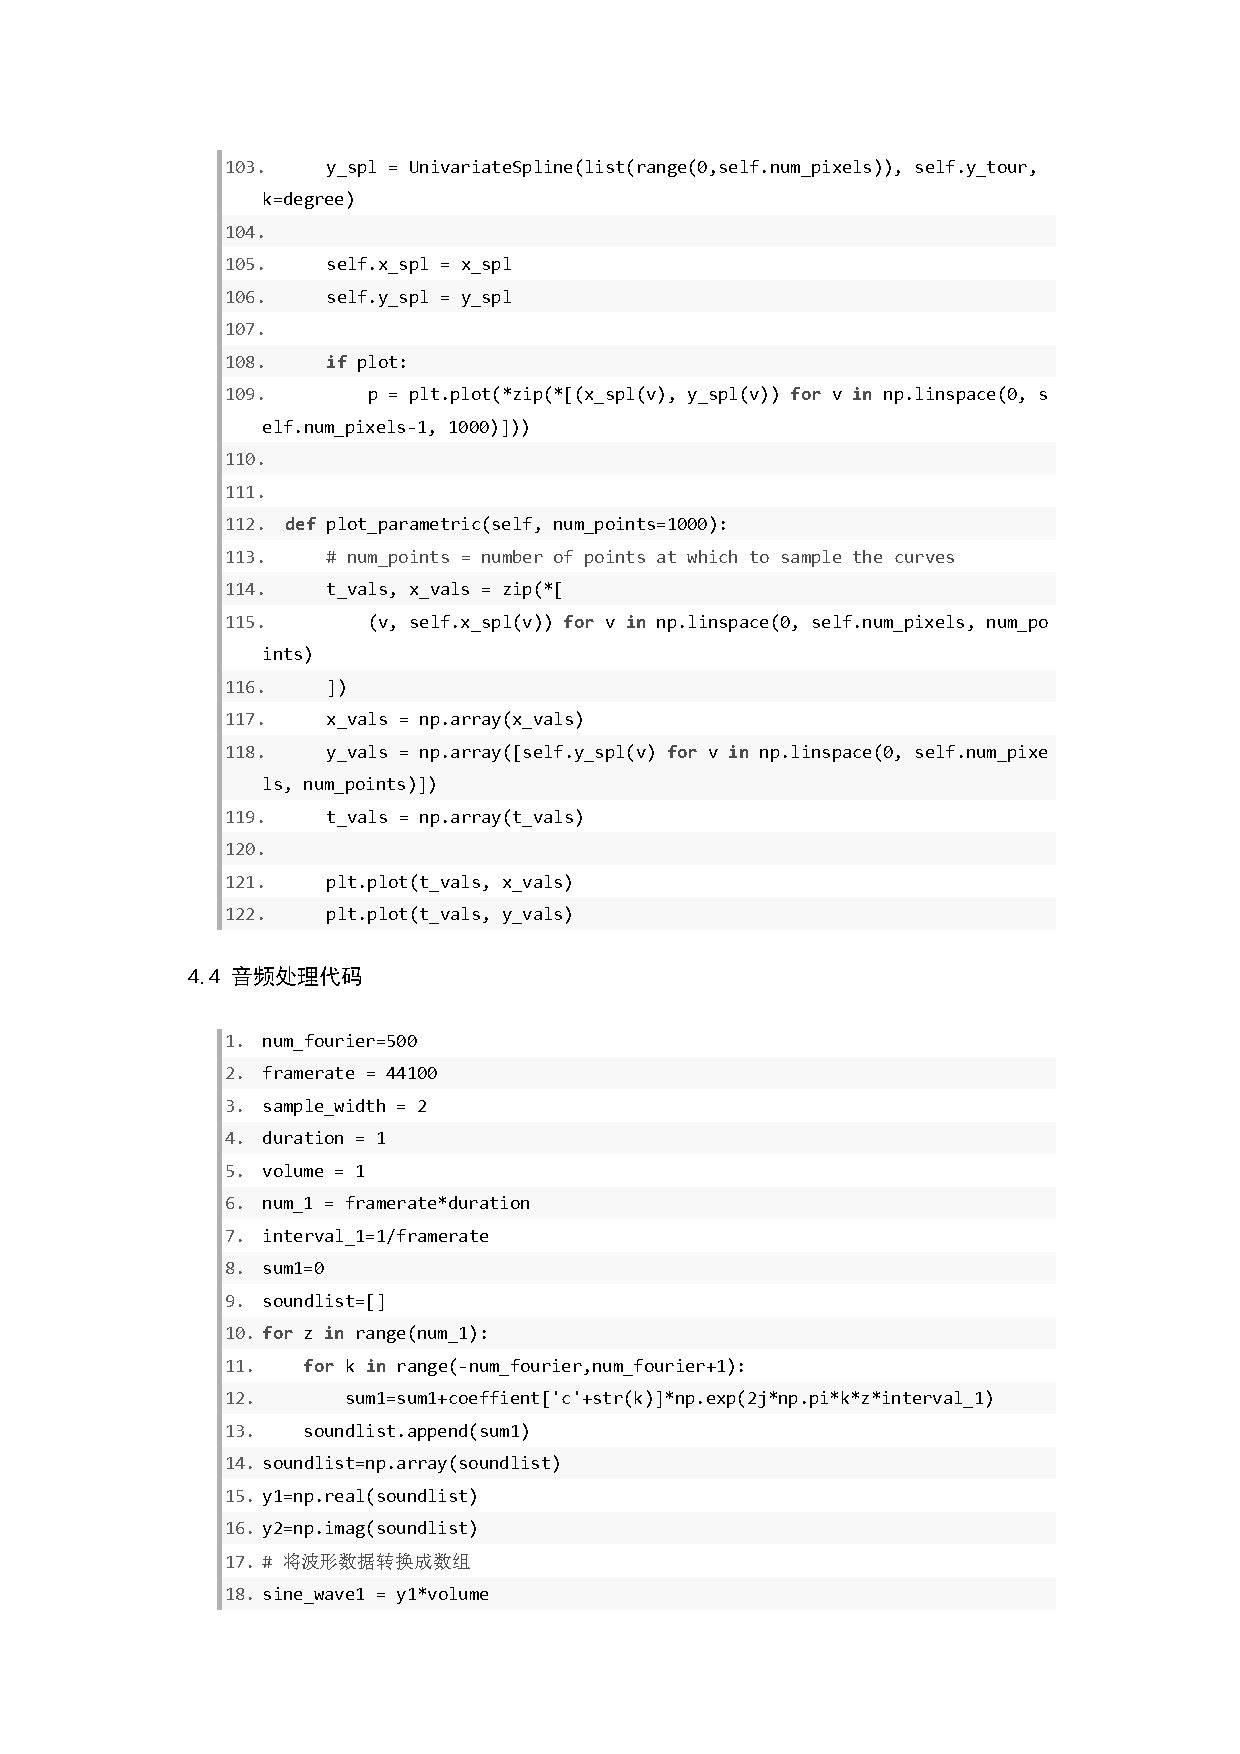 103.      y_spl = UnivariateSpline(list(range(0,self.num_pixels)), self.y_tour,
k=degree)
104.
105.      self.x_spl = x_spl
106.      self.y_spl = y_spl
107.
108.      if plot:
109.          p = plt.plot(*zip(*[(x_spl(v), y_spl(v)) for v in np.linspace(0, s
elf.num_pixels-1, 1000)]))
110.
111.
112.  def plot_parametric(self, num_points=1000):
113.      # num_points = number of points at which to sample the curves
114.      t_vals, x_vals = zip(*[
115.          (v, self.x_spl(v)) for v in np.linspace(0, self.num_pixels, num_po
ints)
116.      ])
117.      x_vals = np.array(x_vals)
118.      y_vals = np.array([self.y_spl(v) for v in np.linspace(0, self.num_pixe
ls, num_points)])
119.      t_vals = np.array(t_vals)
120.
121.      plt.plot(t_vals, x_vals)
122.      plt.plot(t_vals, y_vals)
4.4 音频处理代码
1. num_fourier=500
2. framerate = 44100
3. sample_width = 2
4. duration = 1
5. volume = 1
6. num_1 = framerate*duration
7. interval_1=1/framerate
8. sum1=0
9. soundlist=[]
10. for z in range(num_1):
11.     for k in range(-num_fourier,num_fourier+1):
12.         sum1=sum1+coeffient['c'+str(k)]*np.exp(2j*np.pi*k*z*interval_1)
13.     soundlist.append(sum1)
14. soundlist=np.array(soundlist)
15. y1=np.real(soundlist)
16. y2=np.imag(soundlist)
17. # 将波形数据转换成数组
18. sine_wave1 = y1*volume